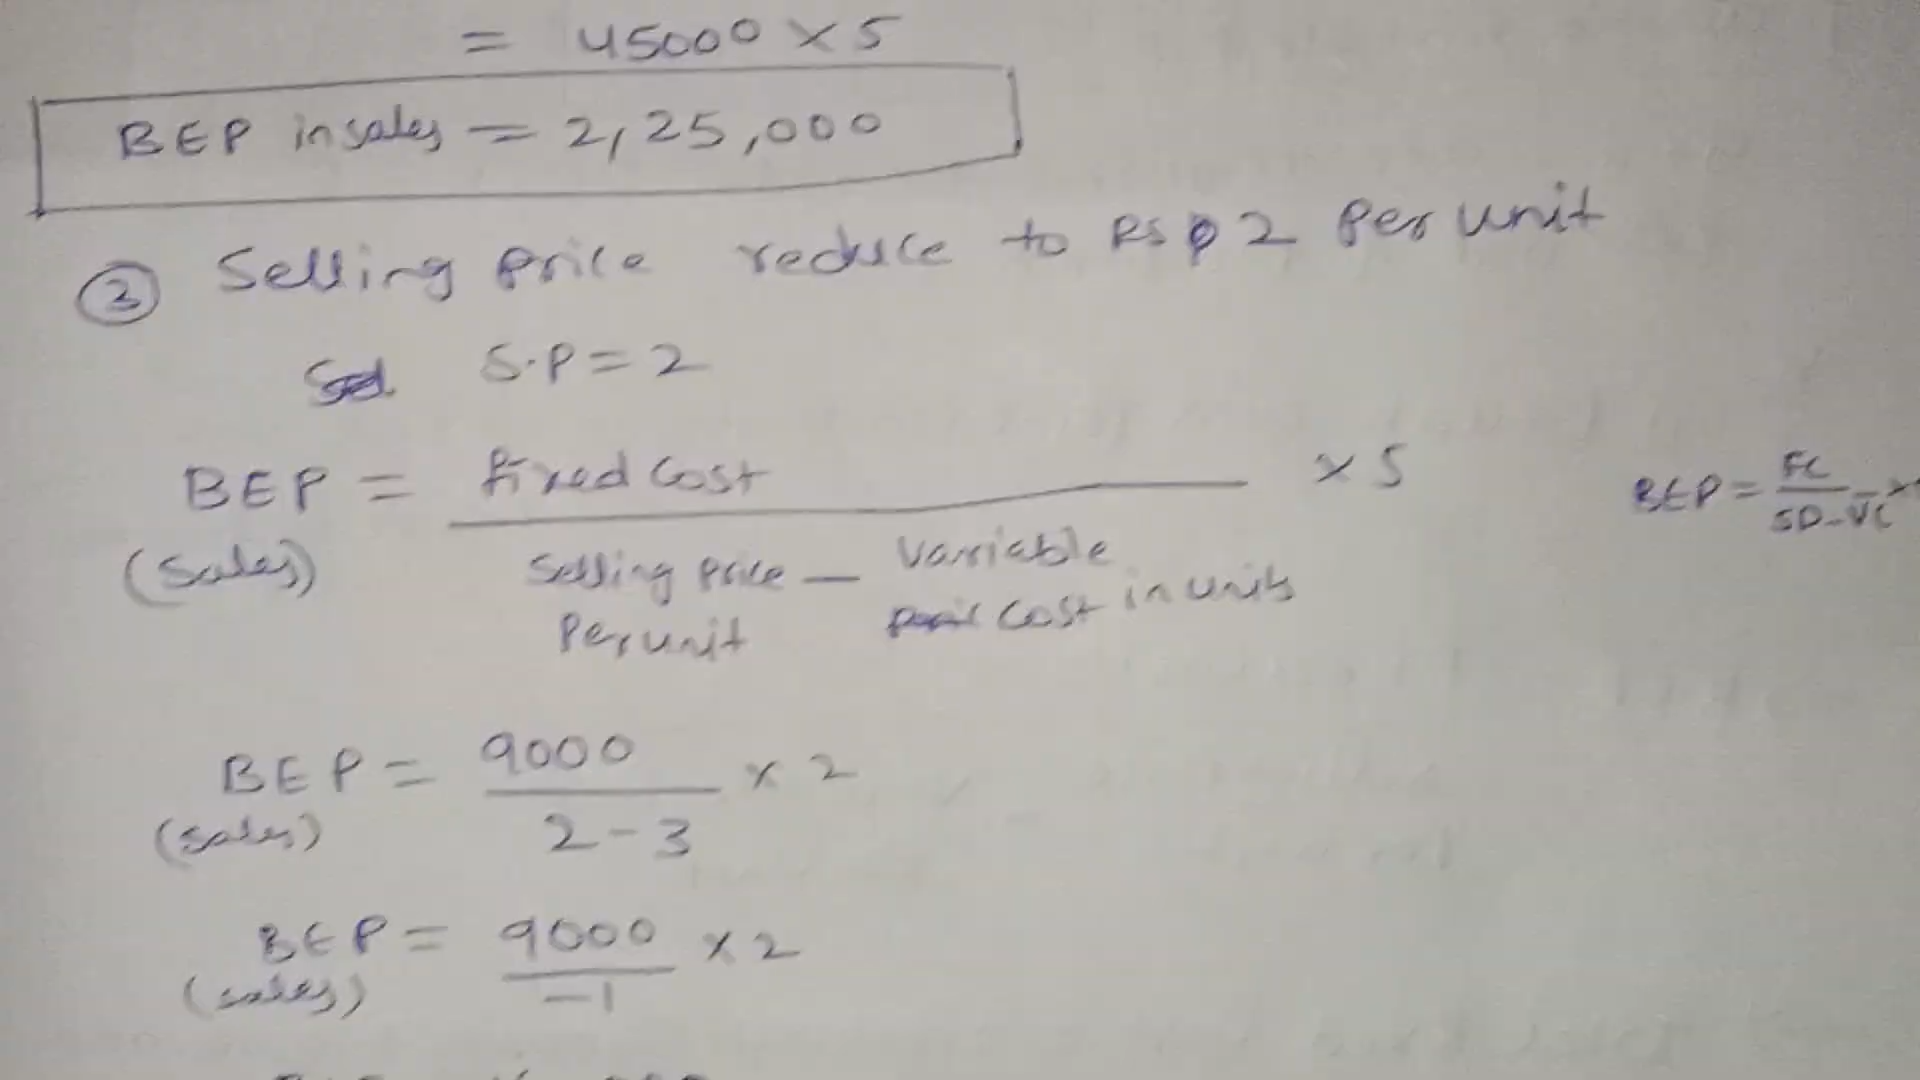 = 45000 × 5
BEP in sales = 2,25,000
③ Selling price reduce to RS 2 Per unit
S.P = 2
BEP = fixed cost × S
(Sales) Selling price Per unit − variable cost in units
BEP = FC
SP-VC
BEP = 9000 × 2
(sales) 2 - 3
BEP = 9000 × 2
(sales) -1